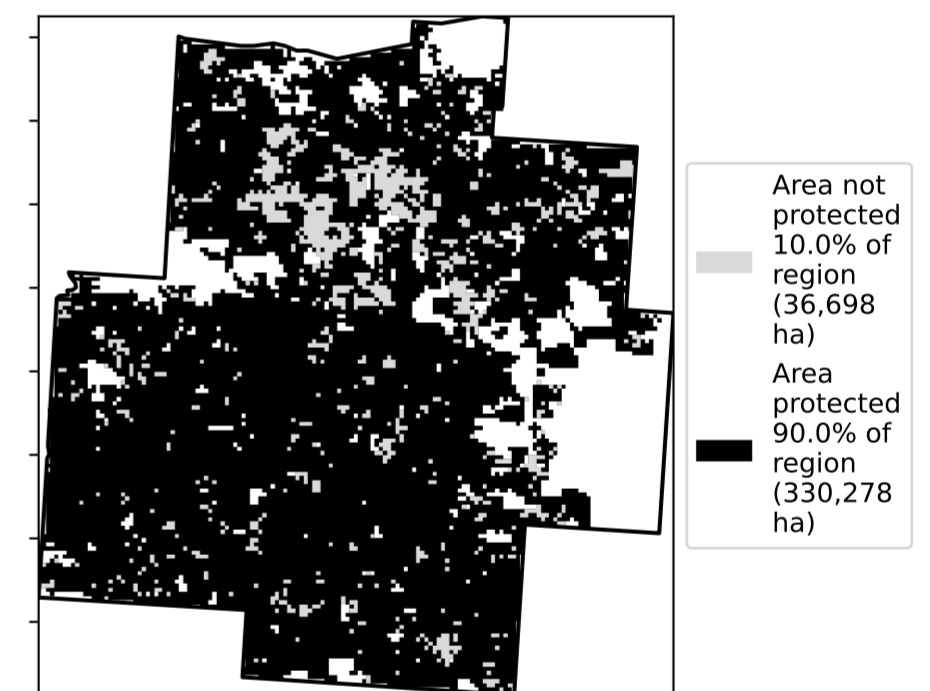 Area not
protected
10.0% of
region
(36,698
ha)
Area
protected
90.0% of
region
(330,278
ha)